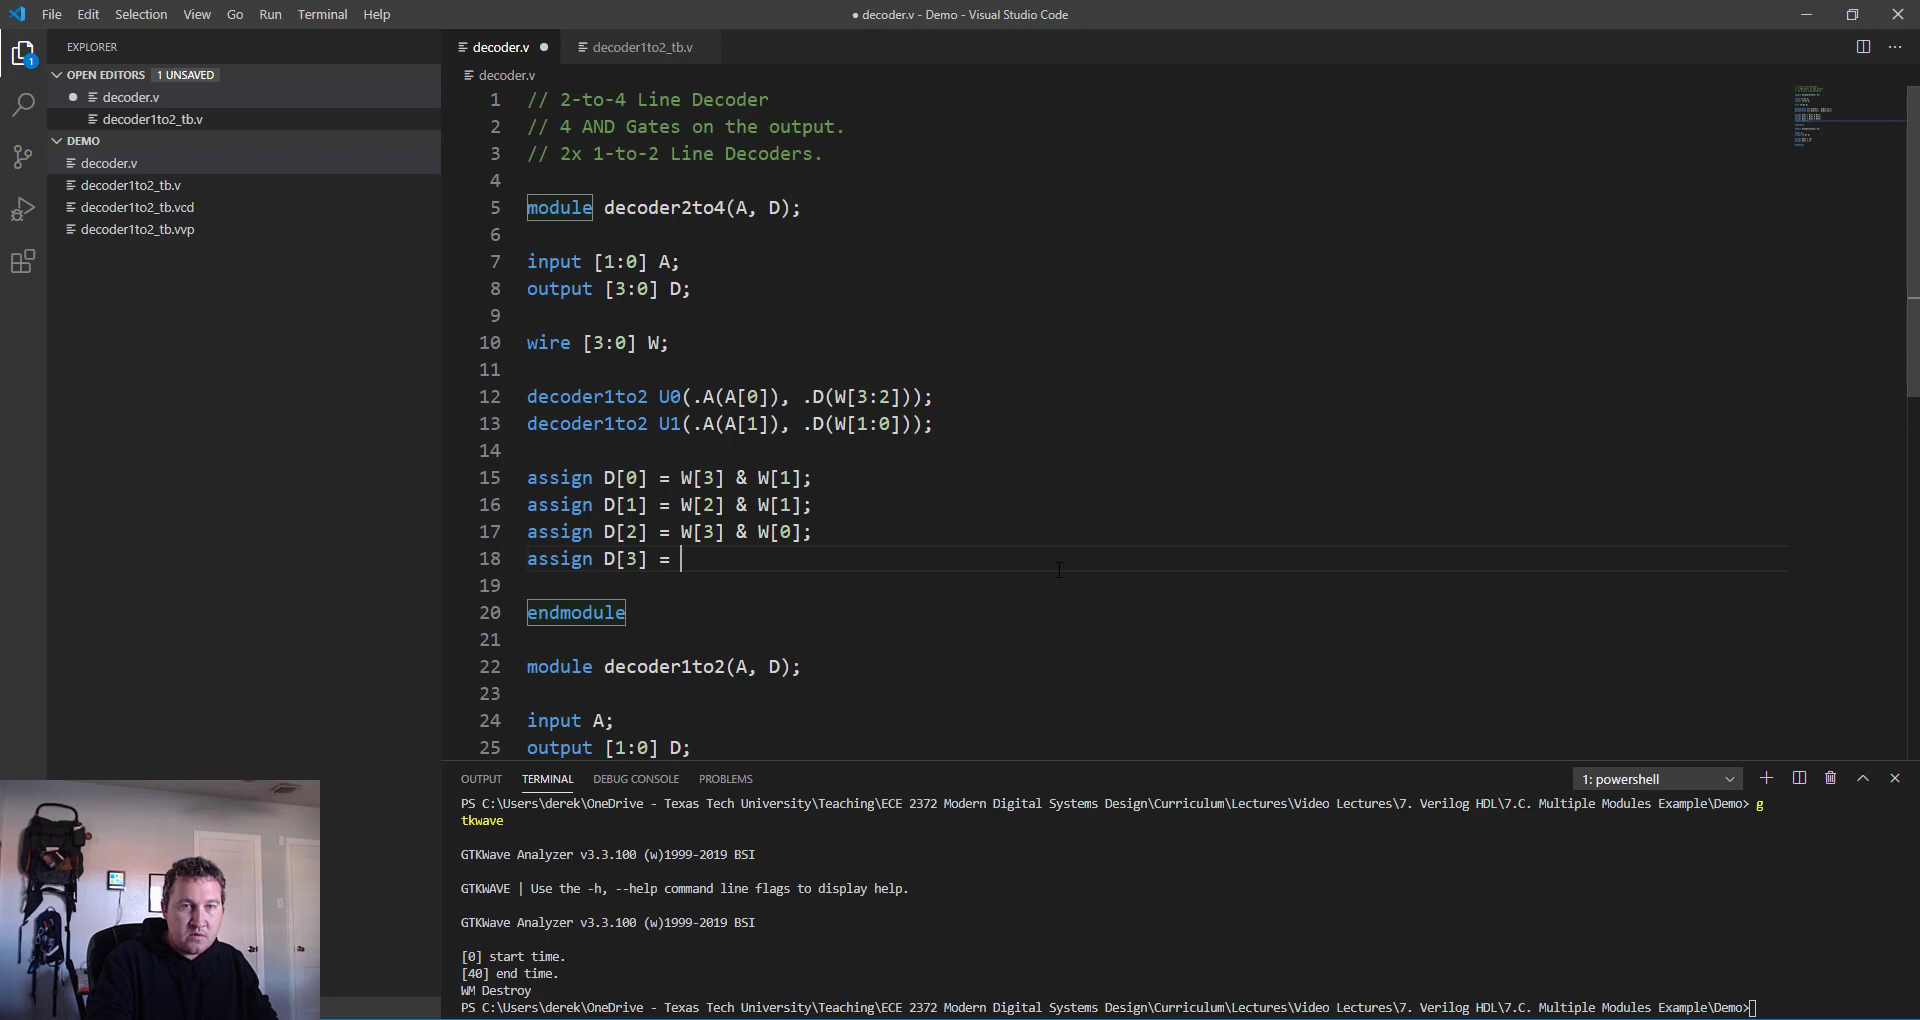 File Edit Selection View Go Run Terminal Help
● decoder.v - Demo - Visual Studio Code
EXPLORER
OPEN EDITORS 1 UNSAVED
decoder.v
decoder1to2_tb.v
DEMO
decoder.v
decoder1to2_tb.v
decoder1to2_tb.vcd
decoder1to2_tb.vvp
1
decoder.v
decoder1to2_tb.v
decoder.v
1 // 2-to-4 Line Decoder
2 // 4 AND Gates on the output.
3 // 2x 1-to-2 Line Decoders.
4
5 module decoder2to4(A, D);
6
7 input [1:0] A;
8 output [3:0] D;
9
10 wire [3:0] W;
11
12 decoder1to2 U0(.A(A[0]), .D(W[3:2]));
13 decoder1to2 U1(.A(A[1]), .D(W[1:0]));
14
15 assign D[0] = W[3] & W[1];
16 assign D[1] = W[2] & W[1];
17 assign D[2] = W[3] & W[0];
18 assign D[3] =
19
20 endmodule
21
22 module decoder1to2(A, D);
23
24 input A;
25 output [1:0] D;
OUTPUT TERMINAL DEBUG CONSOLE PROBLEMS
1: powershell
PS C:\Users\derek\OneDrive - Texas Tech University\Teaching\ECE 2372 Modern Digital Systems Design\Curriculum\Lectures\Video Lectures\7. Verilog HDL\7.C. Multiple Modules Example\Demo> g
tkwave
GTKWave Analyzer v3.3.100 (w)1999-2019 BSI
GTKWAVE | Use the -h, --help command line flags to display help.
GTKWave Analyzer v3.3.100 (w)1999-2019 BSI
[0] start time.
[40] end time.
WM Destroy
PS C:\Users\derek\OneDrive - Texas Tech University\Teaching\ECE 2372 Modern Digital Systems Design\Curriculum\Lectures\Video Lectures\7. Verilog HDL\7.C. Multiple Modules Example\Demo>